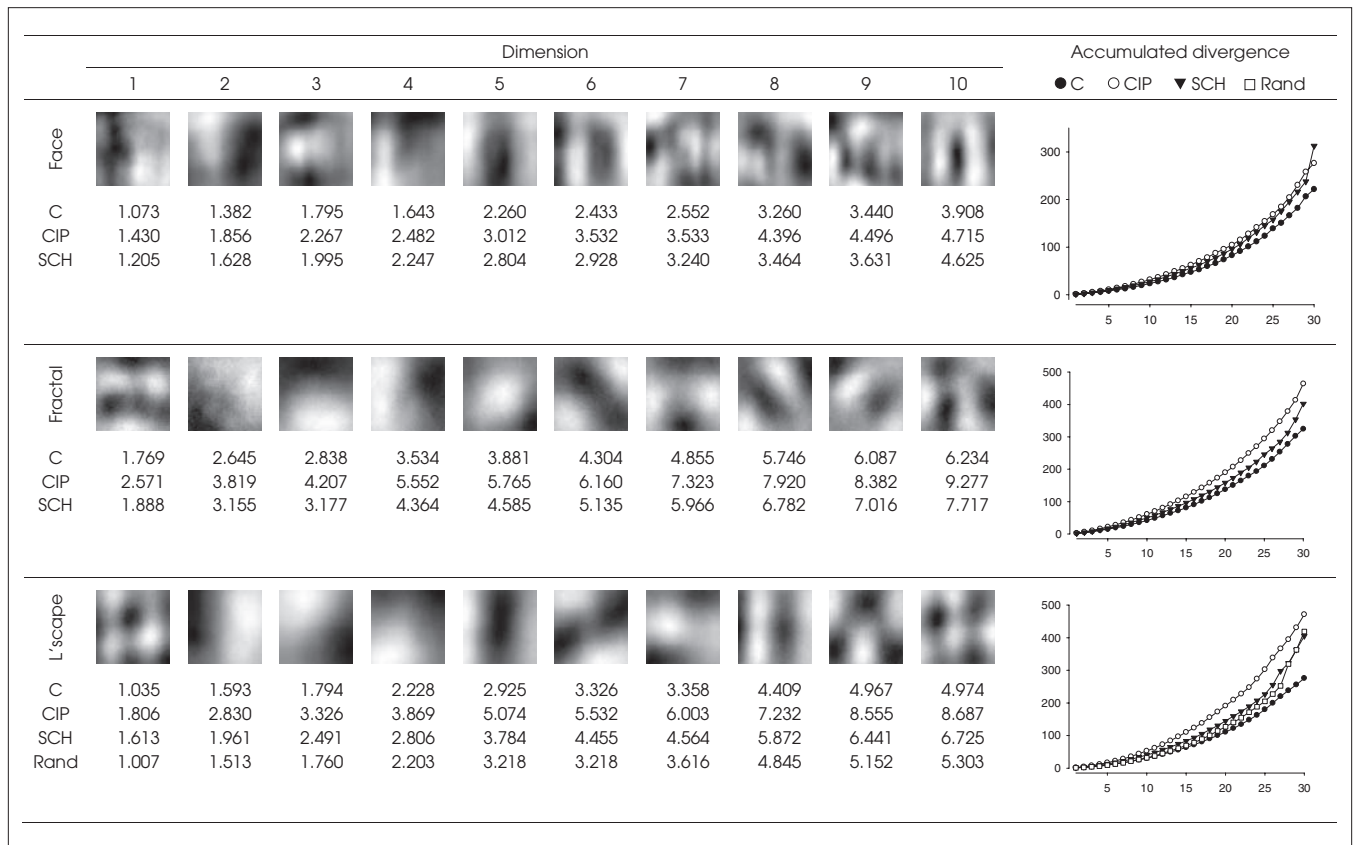 Dimension Accumulated divergence
1 2 3 4 5 6 7 8 9 10 C CIP SCH Rand
Face
C 1.073 1.382 1.795 1.643 2.260 2.433 2.552 3.260 3.440 3.908
CIP 1.430 1.856 2.267 2.482 3.012 3.532 3.533 4.396 4.496 4.715
SCH 1.205 1.628 1.995 2.247 2.804 2.928 3.240 3.464 3.631 4.625
300
200
100
0
5 10 15 20 25 30
Fractal
C 1.769 2.645 2.838 3.534 3.881 4.304 4.855 5.746 6.087 6.234
CIP 2.571 3.819 4.207 5.552 5.765 6.160 7.323 7.920 8.382 9.277
SCH 1.888 3.155 3.177 4.364 4.585 5.135 5.966 6.782 7.016 7.717
500
400
300
200
100
0
5 10 15 20 25 30
L'scape
C 1.035 1.593 1.794 2.228 2.925 3.326 3.358 4.409 4.967 4.974
CIP 1.806 2.830 3.326 3.869 5.074 5.532 6.003 7.232 8.555 8.687
SCH 1.613 1.961 2.491 2.806 3.784 4.455 4.564 5.872 6.441 6.725
Rand 1.007 1.513 1.760 2.203 3.218 3.218 3.616 4.845 5.152 5.303
500
400
300
200
100
0
5 10 15 20 25 30